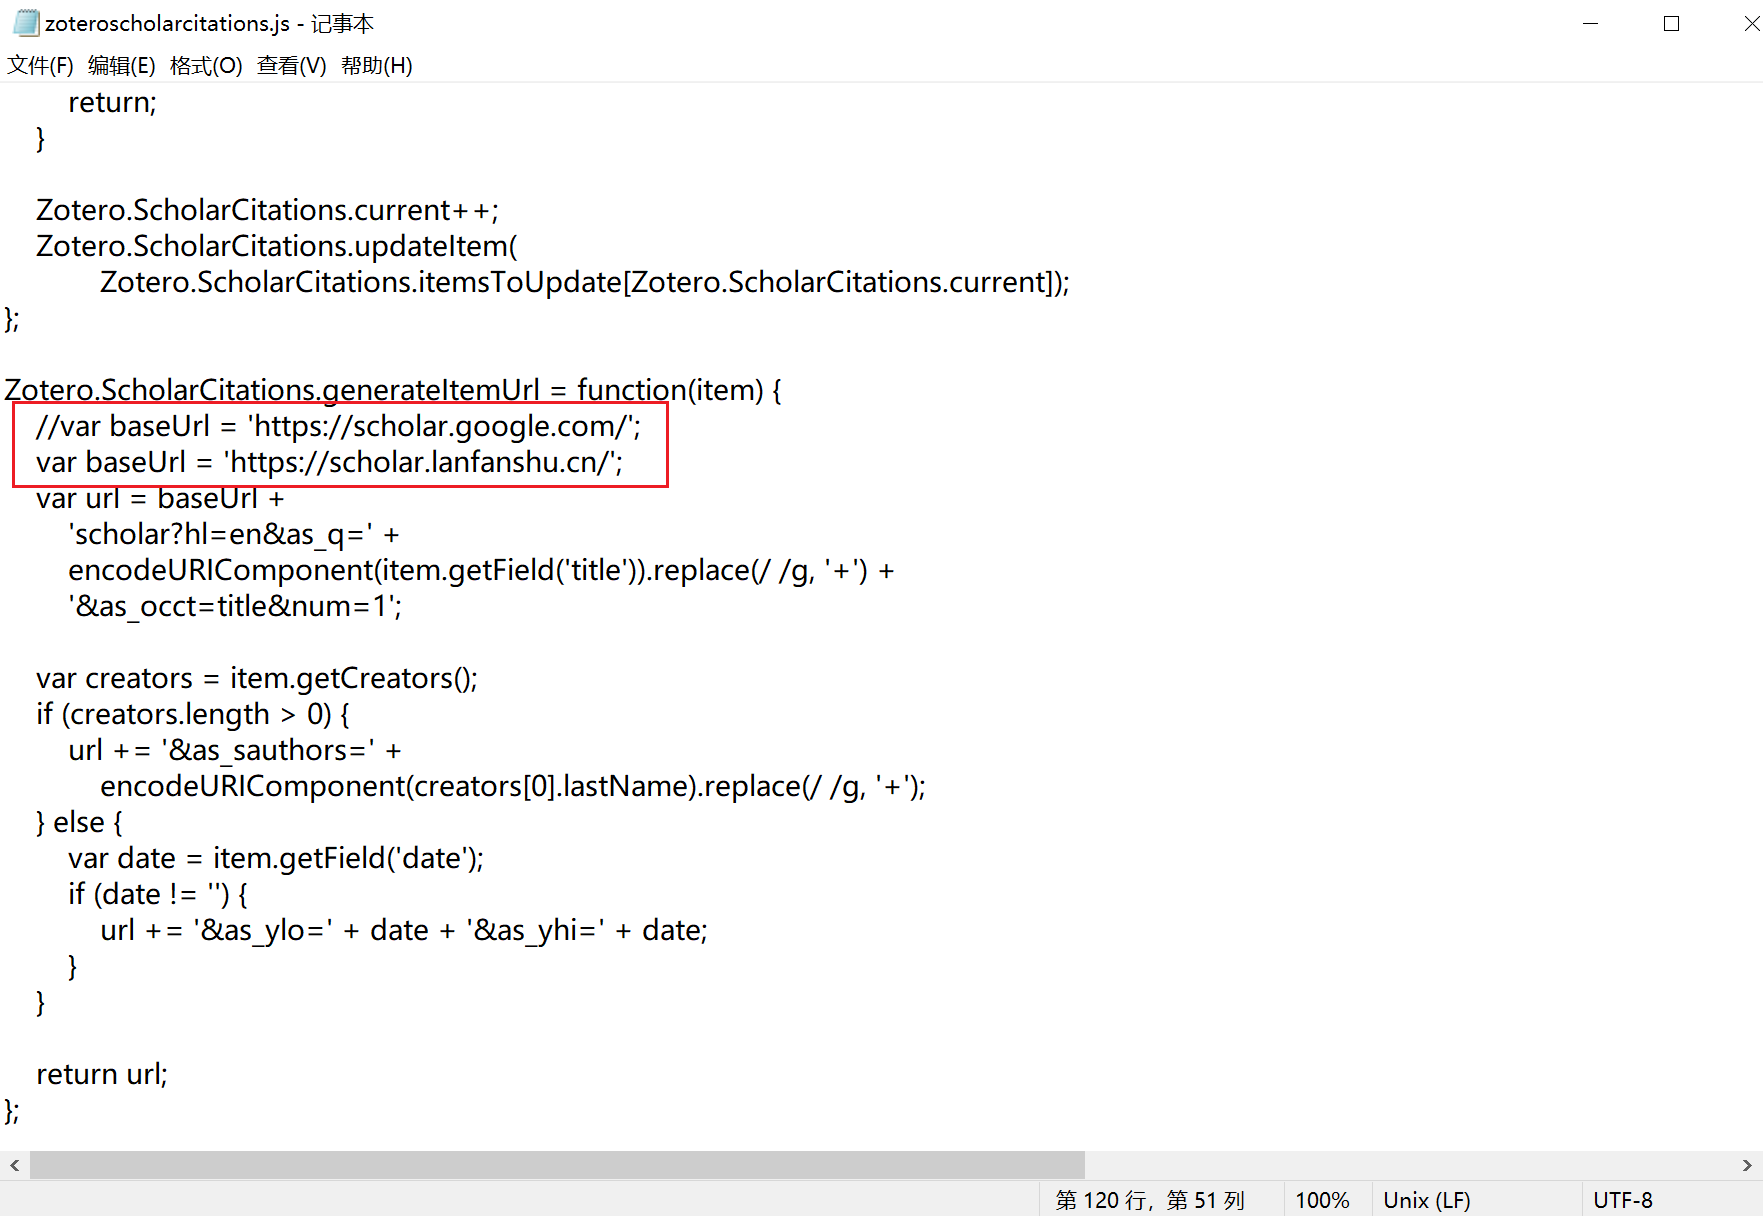 zoteroscholarcitations.js - 记事本
文件(F) 编辑(E) 格式(O) 查看(V) 帮助(H)
return;
}
Zotero.ScholarCitations.current++;
Zotero.ScholarCitations.updateItem(
Zotero.ScholarCitations.itemsToUpdate[Zotero.ScholarCitations.current]);
};
Zotero.ScholarCitations.generateItemUrl = function(item) {
//var baseUrl = 'https://scholar.google.com/';
var baseUrl = 'https://scholar.lanfanshu.cn/';
var url = baseUrl +
'scholar?hl=en&as_q=' +
encodeURIComponent(item.getField('title')).replace(/ /g, '+') +
'&as_occt=title&num=1';
var creators = item.getCreators();
if (creators.length > 0) {
url += '&as_sauthors=' +
encodeURIComponent(creators[0].lastName).replace(/ /g, '+');
} else {
var date = item.getField('date');
if (date != '') {
url += '&as_ylo=' + date + '&as_yhi=' + date;
}
}
return url;
};
第 120 行，第 51 列 100% Unix (LF) UTF-8